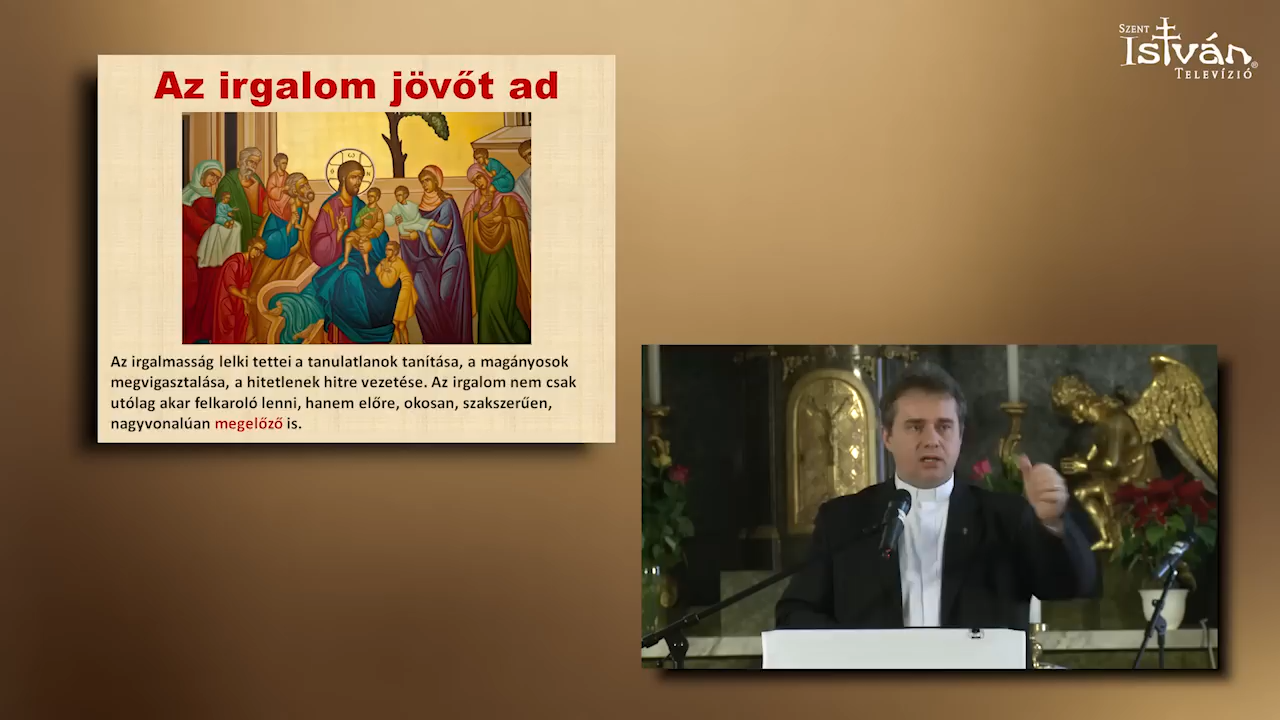 Az irgalom jövőt ad
Az irgalmasság lelki tettei a tanulatlanok tanítása, a magányosok
megvigasztalása, a hitetlenek hitre vezetése. Az irgalom nem csak
utólag akar felkaroló lenni, hanem előre, okosan, szakszerűen,
nagyvonalúan megelőző is.
SZENT
ISTVÁN®
TELEVÍZIÓ